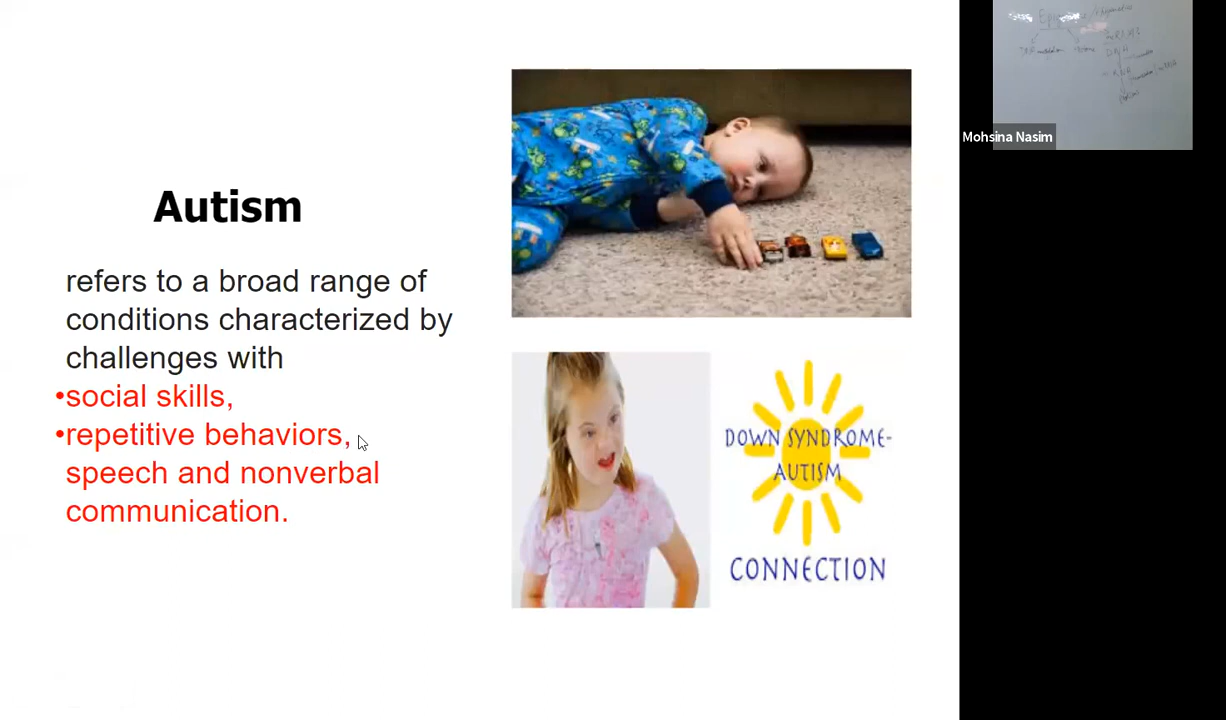 Autism
refers to a broad range of
conditions characterized by
challenges with
•social skills,
•repetitive behaviors,
speech and nonverbal
communication.
DOWN SYNDROME-
AUTISM
CONNECTION
Mohsina Nasim